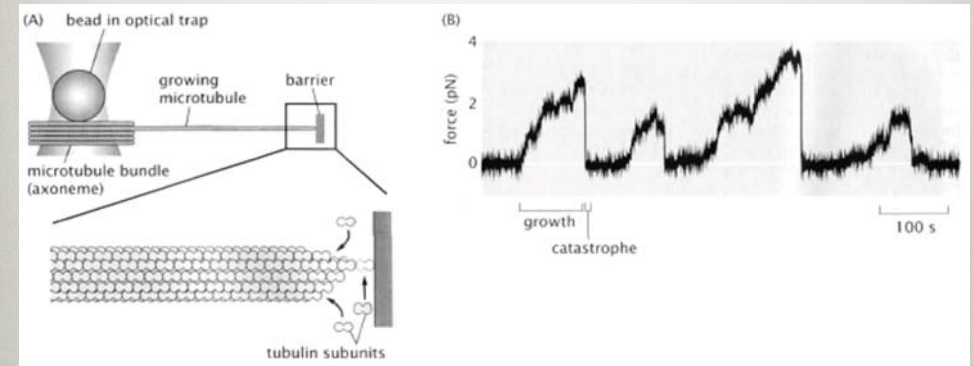 (A)
bead in optical trap
growing
microtubule
barrier
microtubule bundle
(axoneme)
tubulin subunits
(B)
force (pN)
4
2
0
growth
catastrophe
100 s